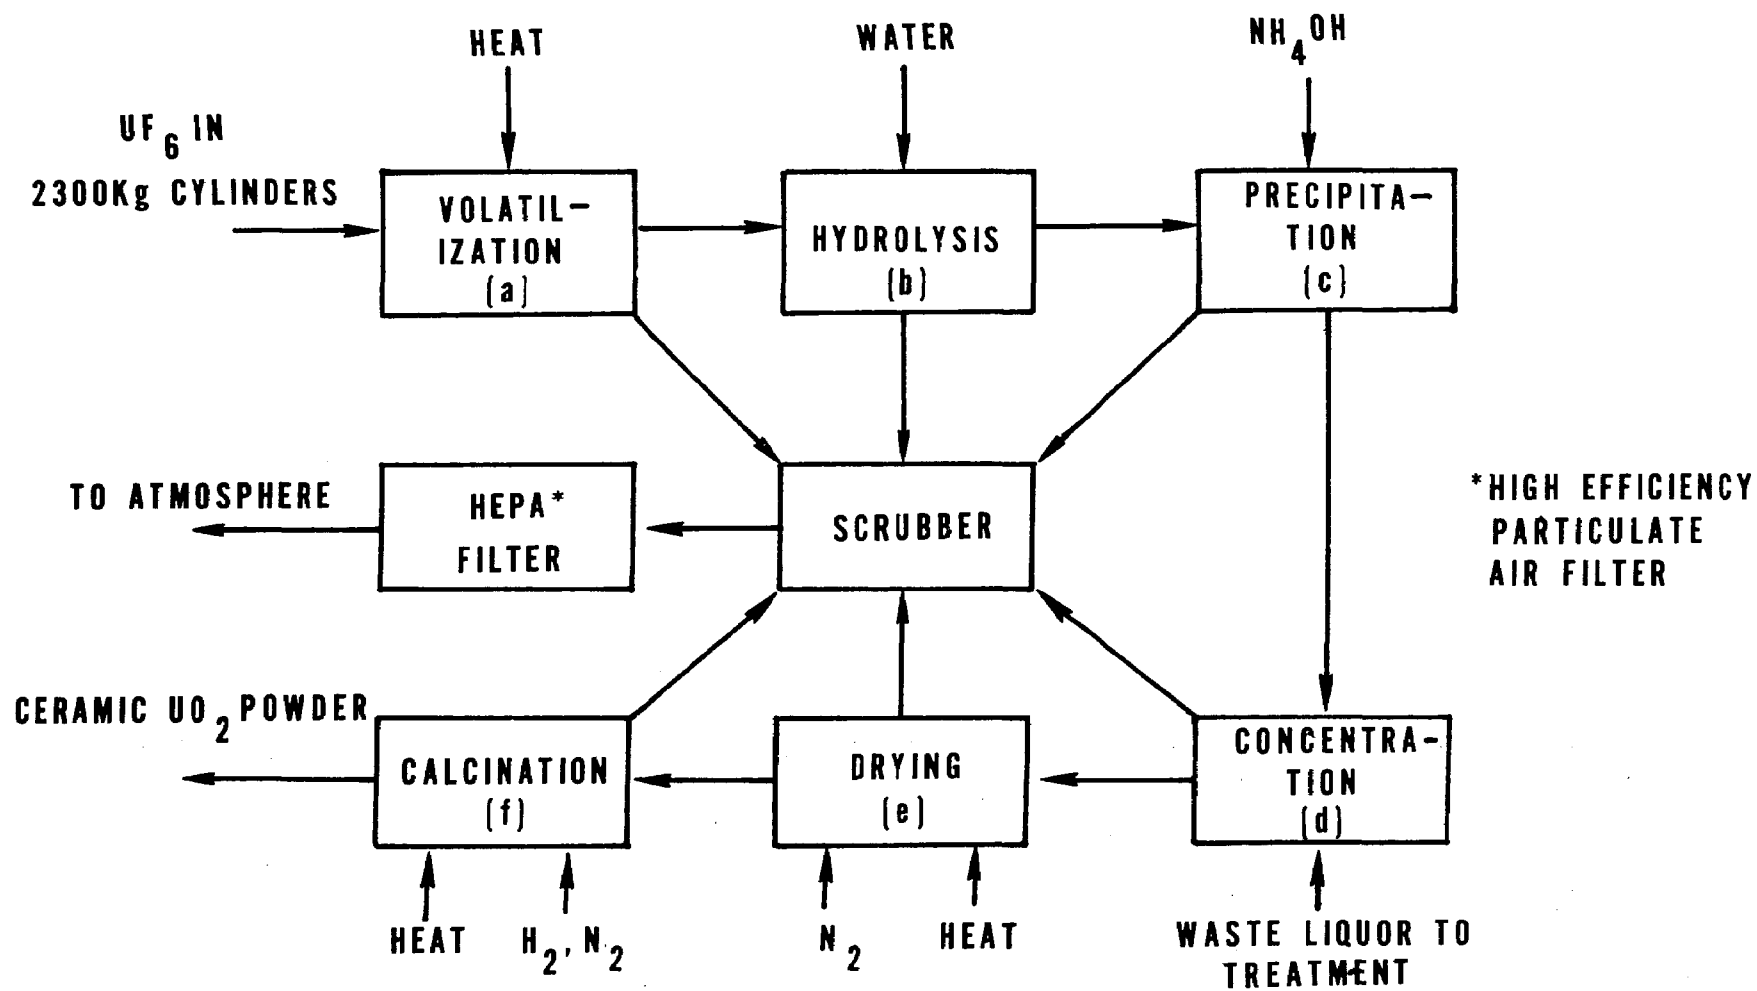 HEAT
WATER
NH4OH
UF6 IN
2300Kg CYLINDERS
VOLATIL-
IZATION
(a)
HYDROLYSIS
(b)
PRECIPITA-
TION
(c)
TO ATMOSPHERE
HEPA*
FILTER
SCRUBBER
*HIGH EFFICIENCY
PARTICULATE
AIR FILTER
CERAMIC UO2 POWDER
CALCINATION
(f)
DRYING
(e)
CONCENTRA-
TION
(d)
HEAT
H2, N2
N2
HEAT
WASTE LIQUOR TO
TREATMENT